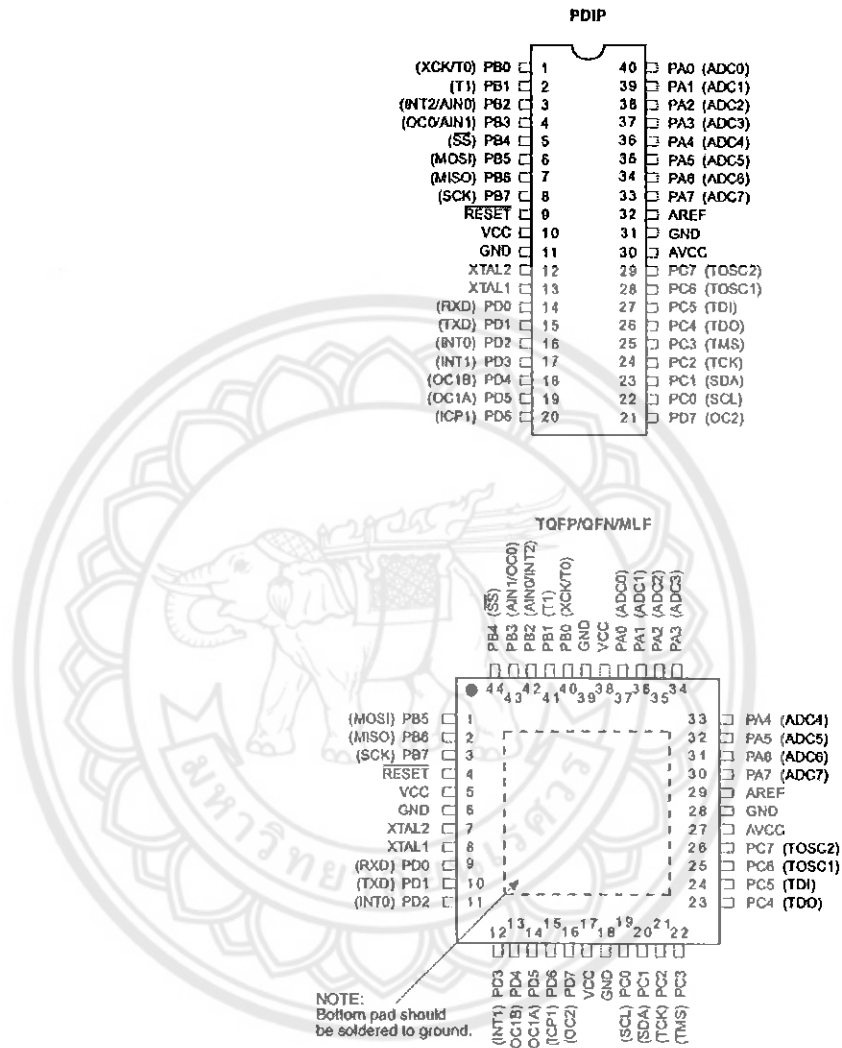 PDIP
(XCK/T0) PB0 1 40 PA0 (ADC0)
(T1) PB1 2 39 PA1 (ADC1)
(INT2/AIN0) PB2 3 38 PA2 (ADC2)
(OC0/AIN1) PB3 4 37 PA3 (ADC3)
(SS) PB4 5 36 PA4 (ADC4)
(MOSI) PB5 6 35 PA5 (ADC5)
(MISO) PB6 7 34 PA6 (ADC6)
(SCK) PB7 8 33 PA7 (ADC7)
RESET 9 32 AREF
VCC 10 31 GND
GND 11 30 AVCC
XTAL2 12 29 PC7 (TOSC2)
XTAL1 13 28 PC6 (TOSC1)
(RXD) PD0 14 27 PC5 (TDI)
(TXD) PD1 15 26 PC4 (TDO)
(INT0) PD2 16 25 PC3 (TMS)
(INT1) PD3 17 24 PC2 (TCK)
(OC1B) PD4 18 23 PC1 (SDA)
(OC1A) PD5 19 22 PC0 (SCL)
(ICP1) PD6 20 21 PD7 (OC2)
TQFP/QFN/MLF
PB4 (SS)
PB3 (AIN1/OC0)
PB2 (AIN0/INT2)
PB1 (T1)
PB0 (XCK/T0)
GND
VCC
PA0 (ADC0)
PA1 (ADC1)
PA2 (ADC2)
PA3 (ADC3)
44 43 42 41 40 39 38 37 36 35 34
(MOSI) PB5 1 33 PA4 (ADC4)
(MISO) PB6 2 32 PA5 (ADC5)
(SCK) PB7 3 31 PA6 (ADC6)
RESET 4 30 PA7 (ADC7)
VCC 5 29 AREF
GND 6 28 GND
XTAL2 7 27 AVCC
XTAL1 8 26 PC7 (TOSC2)
(RXD) PD0 9 25 PC6 (TOSC1)
(TXD) PD1 10 24 PC5 (TDI)
(INT0) PD2 11 23 PC4 (TDO)
12 13 14 15 16 17 18 19 20 21 22
(INT1) PD3
OC1B) PD4
OC1A) PD5
(ICP1) PD6
(OC2) PD7
VCC
GND
(SCL) PC0
(SDA) PC1
(TCK) PC2
(TMS) PC3
NOTE:
Bottom pad should
be soldered to ground.